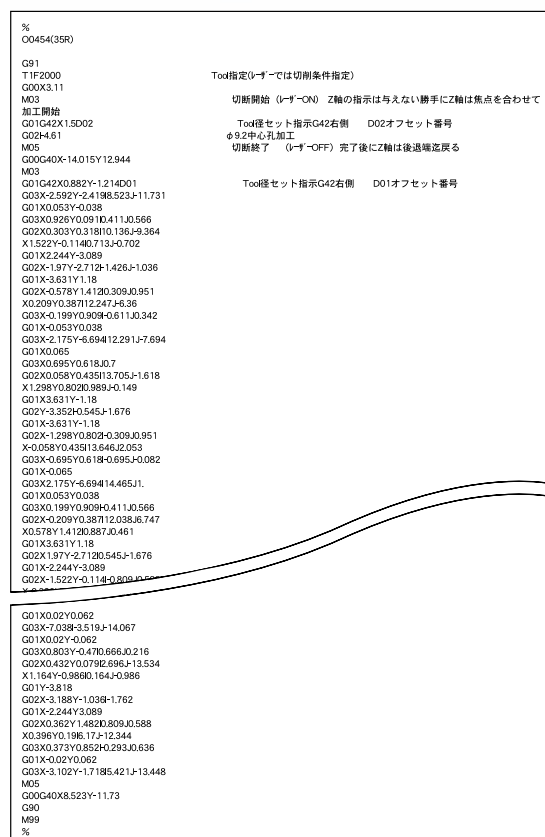 %
O0454(35R)
G91
T1F2000 Tool指定(ﾚｰｻﾞｰでは切削条件指定)
G00X3.11
M03 切断開始 (ﾚｰｻﾞｰON) Z軸の指示は与えない勝手にZ軸は焦点を合わせて
加工開始
G01G42X1.5D02 Tool径セット指示G42右側 D02オフセット番号
G02I-4.61 φ9.2中心孔加工
M05 切断終了 (ﾚｰｻﾞｰOFF) 完了後にZ軸は後退端迄戻る
G00G40X-14.015Y12.944
M03
G01G42X0.882Y-1.214D01 Tool径セット指示G42右側 D01オフセット番号
G03X-2.592Y-2.419I8.523J-11.731
G01X0.053Y-0.038
G03X0.926Y0.091I0.411J0.566
G02X0.303Y0.318I10.136J-9.364
X1.522Y-0.114I0.713J-0.702
G01X2.244Y-3.089
G02X-1.97Y-2.712I-1.426J-1.036
G01X-3.631Y1.18
G02X-0.578Y1.412I0.309J0.951
X0.209Y0.387I12.247J-6.36
G03X-0.199Y0.909I-0.611J0.342
G01X-0.053Y0.038
G03X-2.175Y-6.694I12.291J-7.694
G01X0.065
G03X0.695Y0.618J0.7
G02X0.058Y0.435I13.705J-1.618
X1.298Y0.802I0.989J-0.149
G01X3.631Y-1.18
G02Y-3.352I-0.545J-1.676
G01X-3.631Y-1.18
G02X-1.298Y0.802I-0.309J0.951
X-0.058Y0.435I13.646J2.053
G03X-0.695Y0.618I-0.695J-0.082
G01X-0.065
G03X2.175Y-6.694I14.465J1.
G01X0.053Y0.038
G03X0.199Y0.909I-0.411J0.566
G02X-0.209Y0.387I12.038J6.747
X0.578Y1.412I0.887J0.461
G01X3.631Y1.18
G02X1.97Y-2.712I0.545J-1.676
G01X-2.244Y-3.089
G02X-1.522Y-0.114I-0.809J0.588
G01X0.02Y0.062
G03X-7.038I-3.519J-14.067
G01X0.02Y-0.062
G03X0.803Y-0.47I0.666J0.216
G02X0.432Y0.079I2.696J-13.534
X1.164Y-0.986I0.164J-0.986
G01Y-3.818
G02X-3.188Y-1.036I-1.762
G01X-2.244Y3.089
G02X0.362Y1.482I0.809J0.588
X0.396Y0.19I6.17J-12.344
G03X0.373Y0.852I-0.293J0.636
G01X-0.02Y0.062
G03X-3.102Y-1.718I5.421J-13.448
M05
G00G40X8.523Y-11.73
G90
M99
%